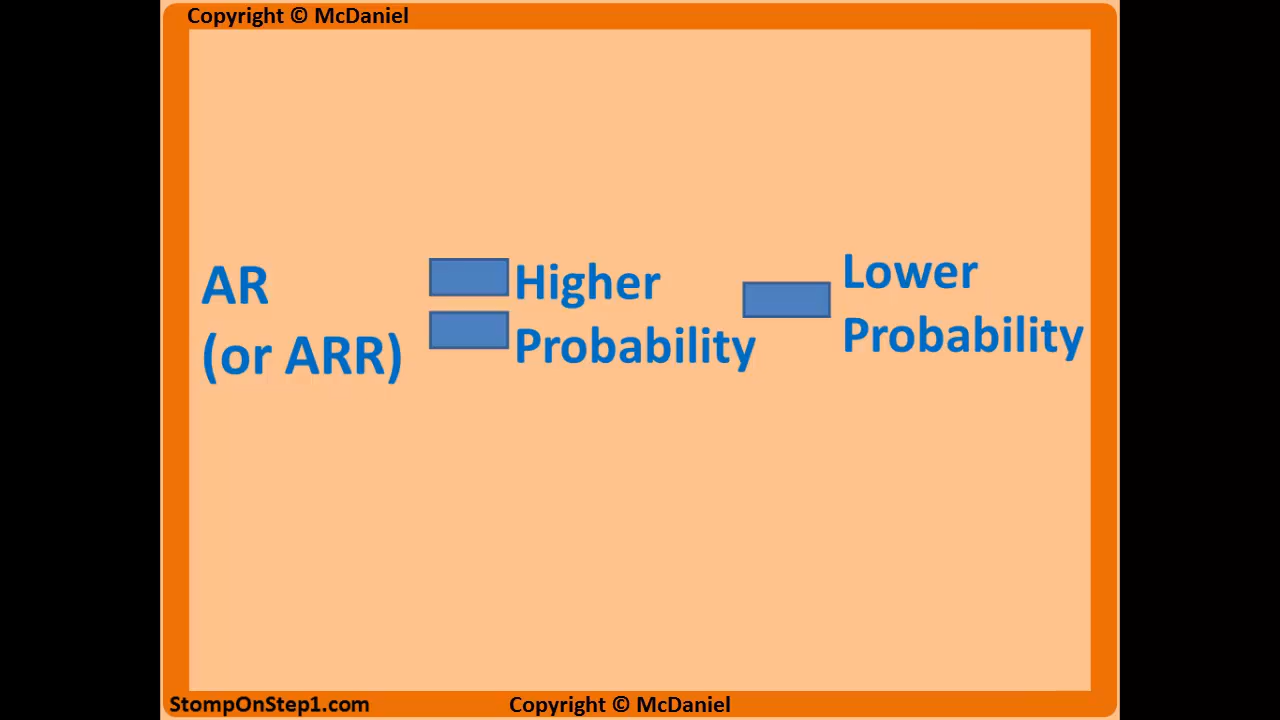 Copyright © McDaniel
AR
(or ARR)
Higher
Probability
Lower
Probability
StompOnStep1.com
Copyright © McDaniel